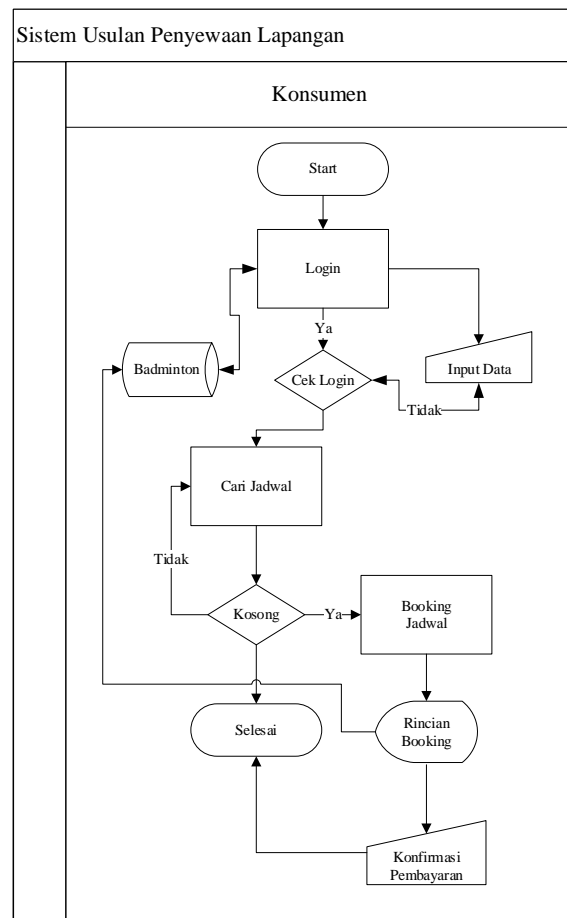 Sistem Usulan Penyewaan Lapangan
Konsumen
Start
Login
Ya
Badminton
Cek Login
Input Data
Tidak
Cari Jadwal
Tidak
Kosong
Ya
Booking
Jadwal
Selesai
Rincian
Booking
Konfirmasi
Pembayaran